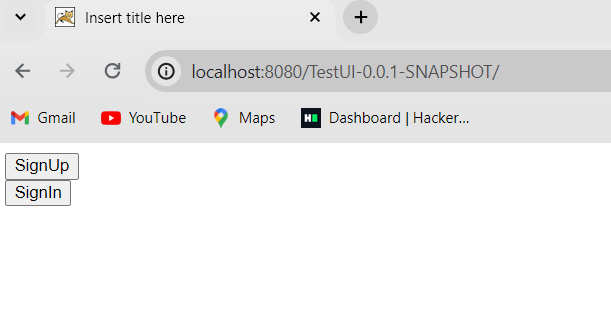 Insert title here
localhost:8080/TestUI-0.0.1-SNAPSHOT/
Gmail YouTube Maps Dashboard | Hacker...
SignUp
SignIn